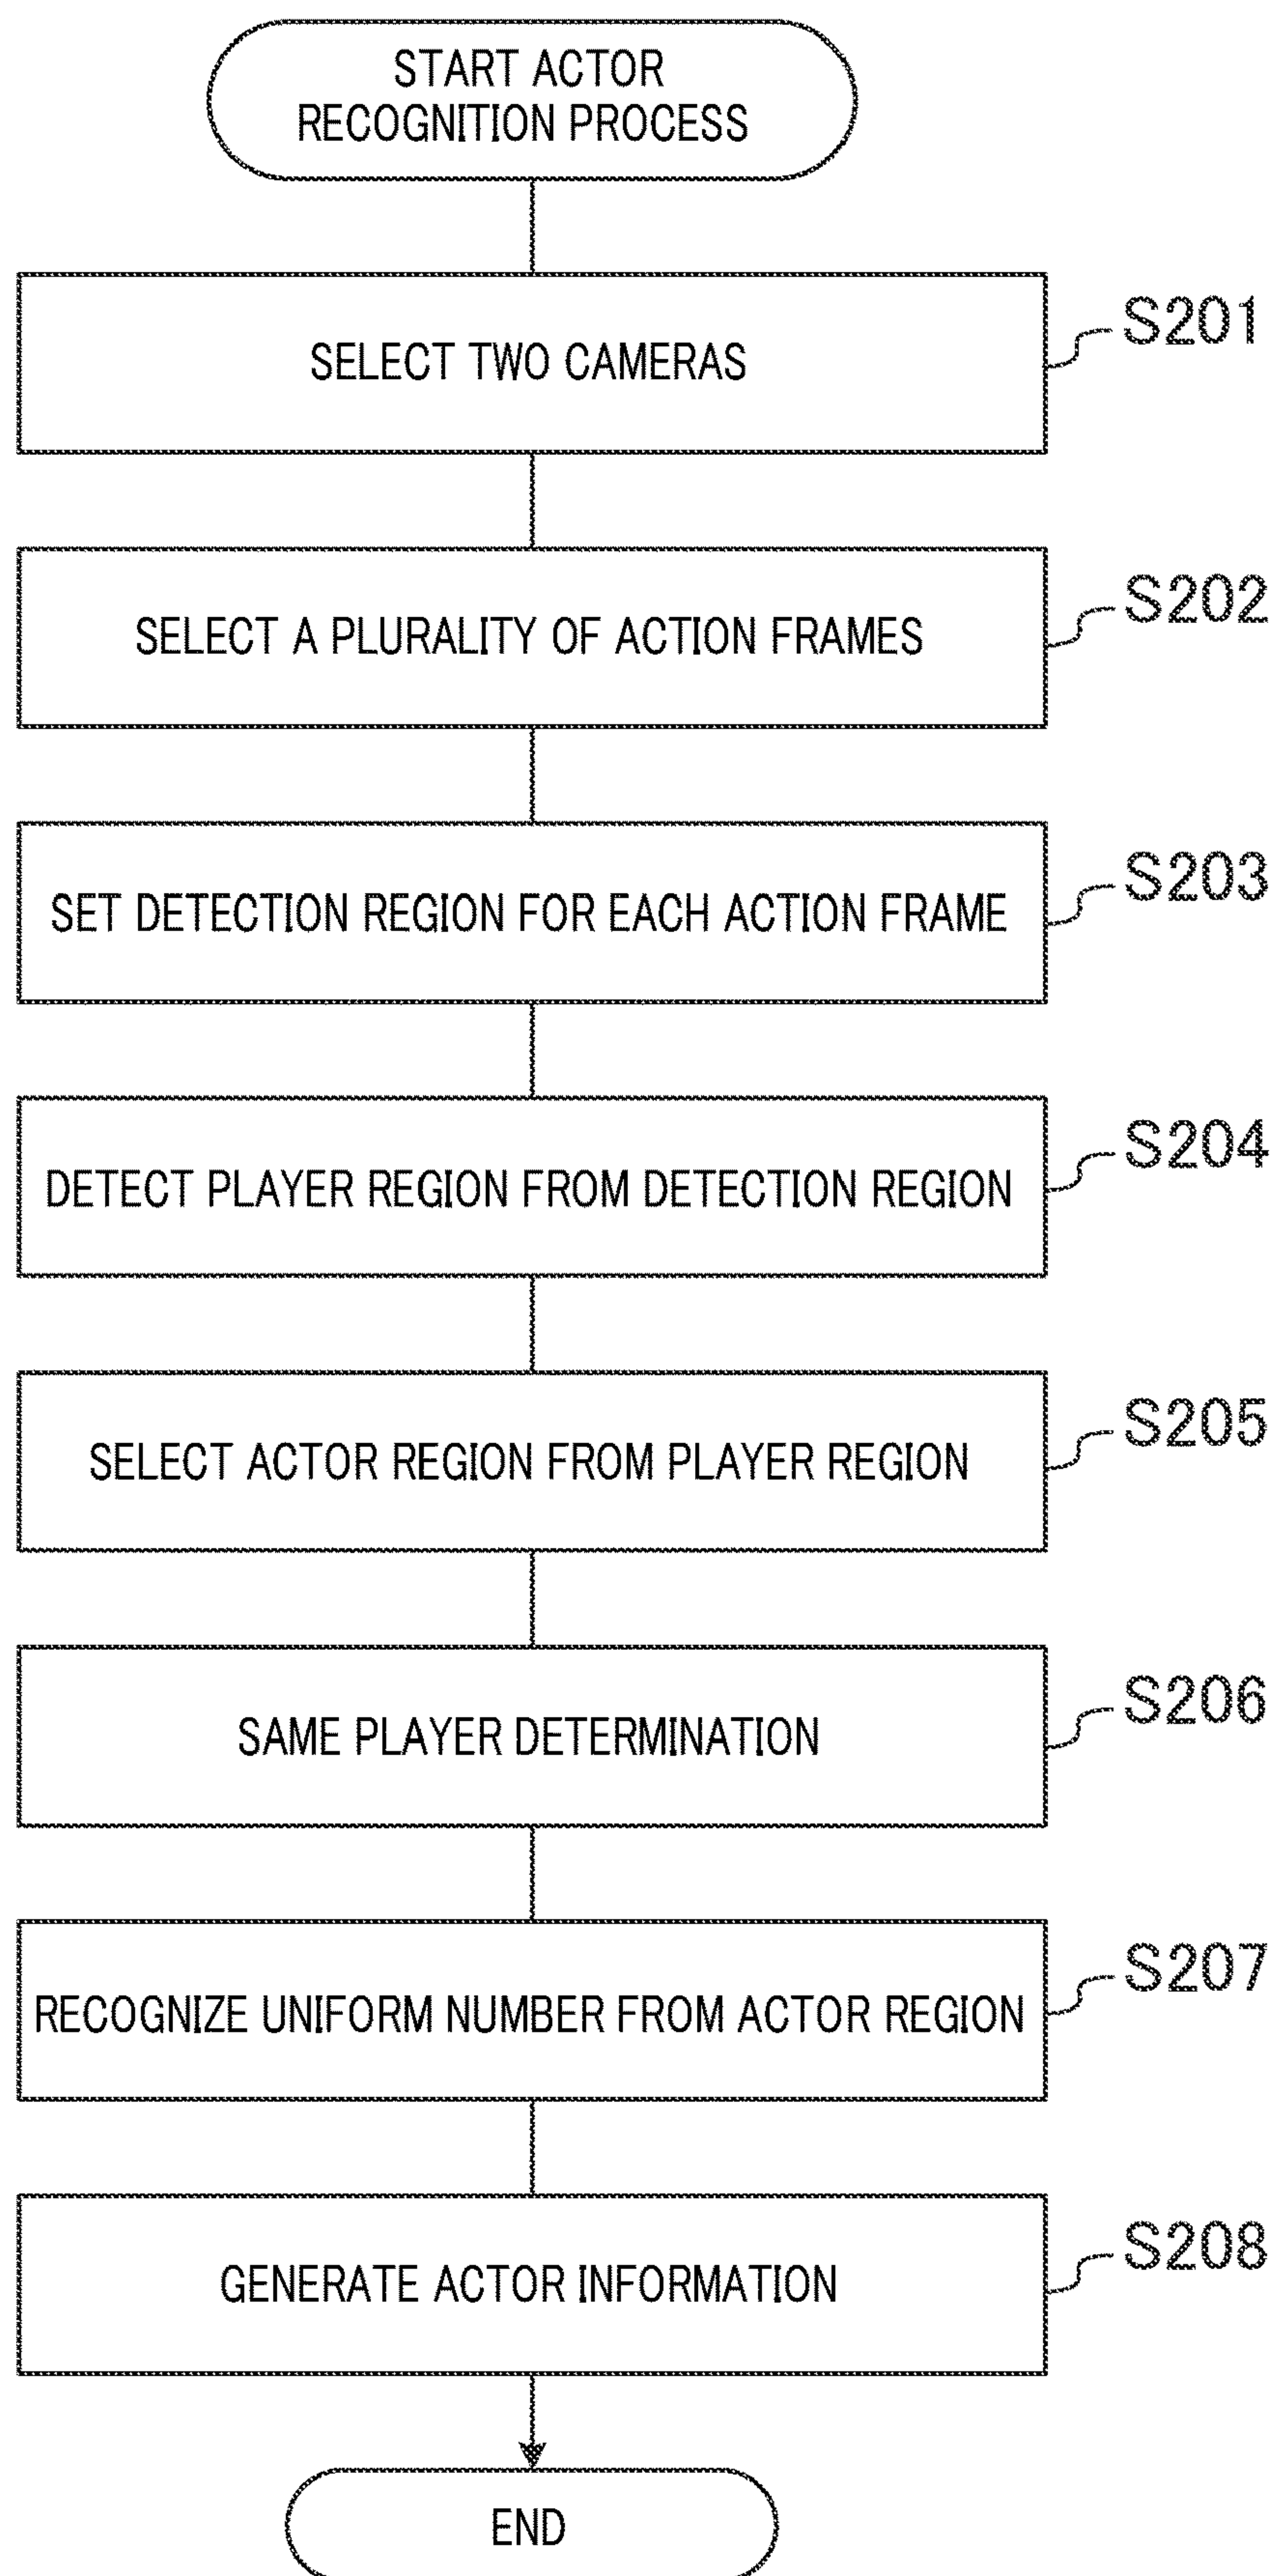 START ACTOR
RECOGNITION PROCESS
SELECT TWO CAMERAS
S201
SELECT A PLURALITY OF ACTION FRAMES
S202
SET DETECTION REGION FOR EACH ACTION FRAME
S203
DETECT PLAYER REGION FROM DETECTION REGION
S204
SELECT ACTOR REGION FROM PLAYER REGION
S205
SAME PLAYER DETERMINATION
S206
RECOGNIZE UNIFORM NUMBER FROM ACTOR REGION
S207
GENERATE ACTOR INFORMATION
S208
END